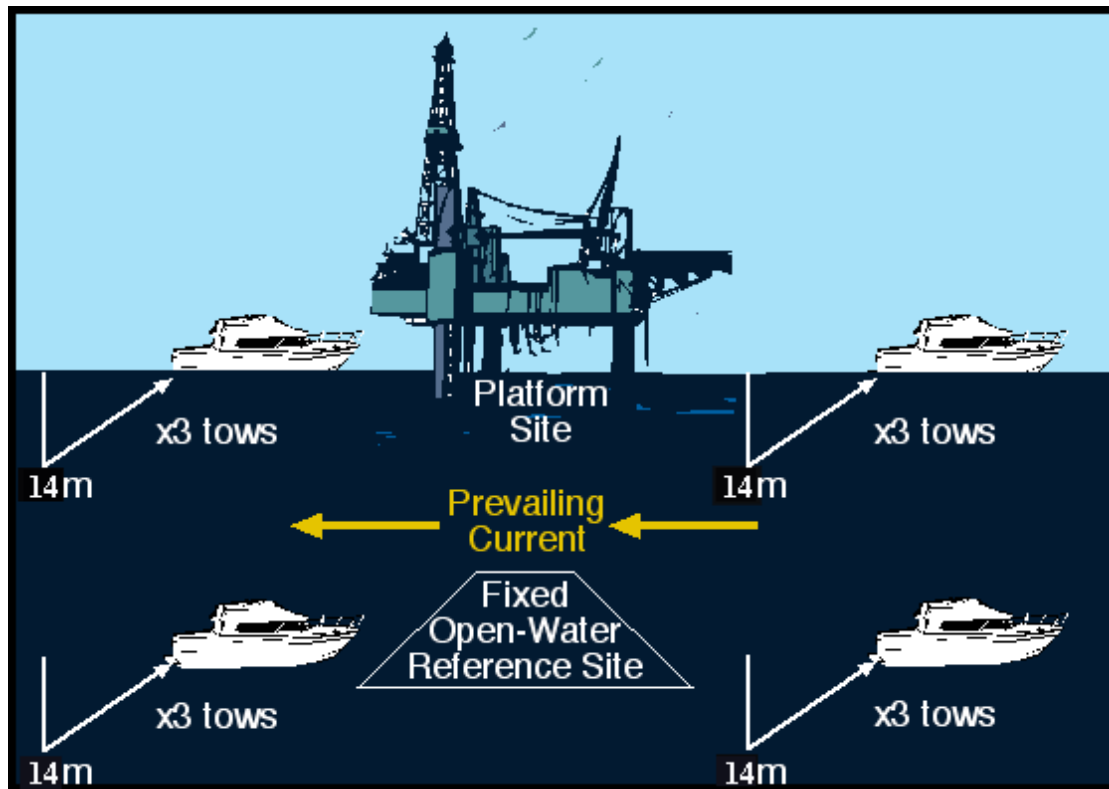 Platform
Site
x3 tows
x3 tows
14m
14m
Prevailing
Current
Fixed
Open-Water
Reference Site
x3 tows
x3 tows
14m
14m